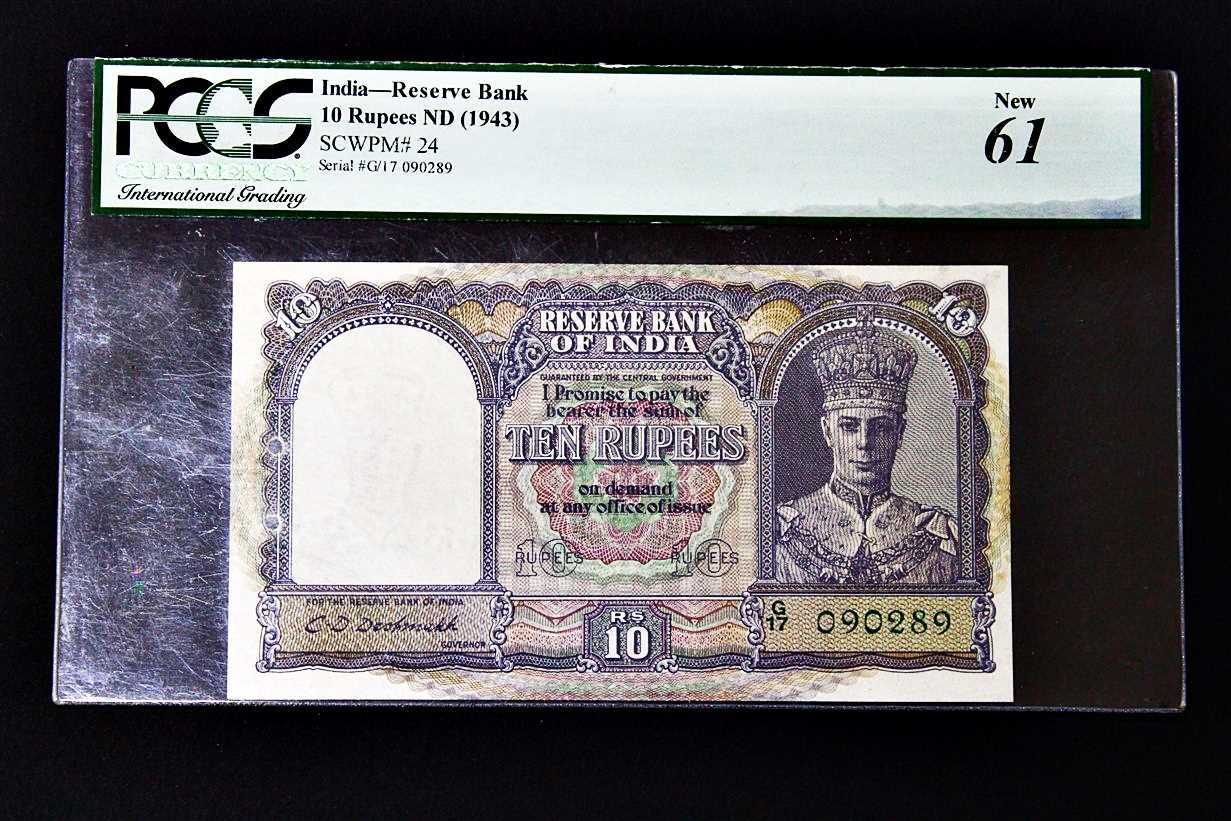 PCGS
CURRENCY
International Grading
India—Reserve Bank
10 Rupees ND (1943)
SCWPM# 24
Serial #G/17 090289
New
61
10
10
RESERVE BANK
OF INDIA
GUARANTEED BY THE CENTRAL GOVERNMENT
I Promise to pay the
bearer the sum of
TEN RUPEES
on demand
at any office of issue
10 RUPEES
10 RUPEES
FOR THE RESERVE BANK OF INDIA
C D Deshmukh
GOVERNOR
RS
10
G/17 090289